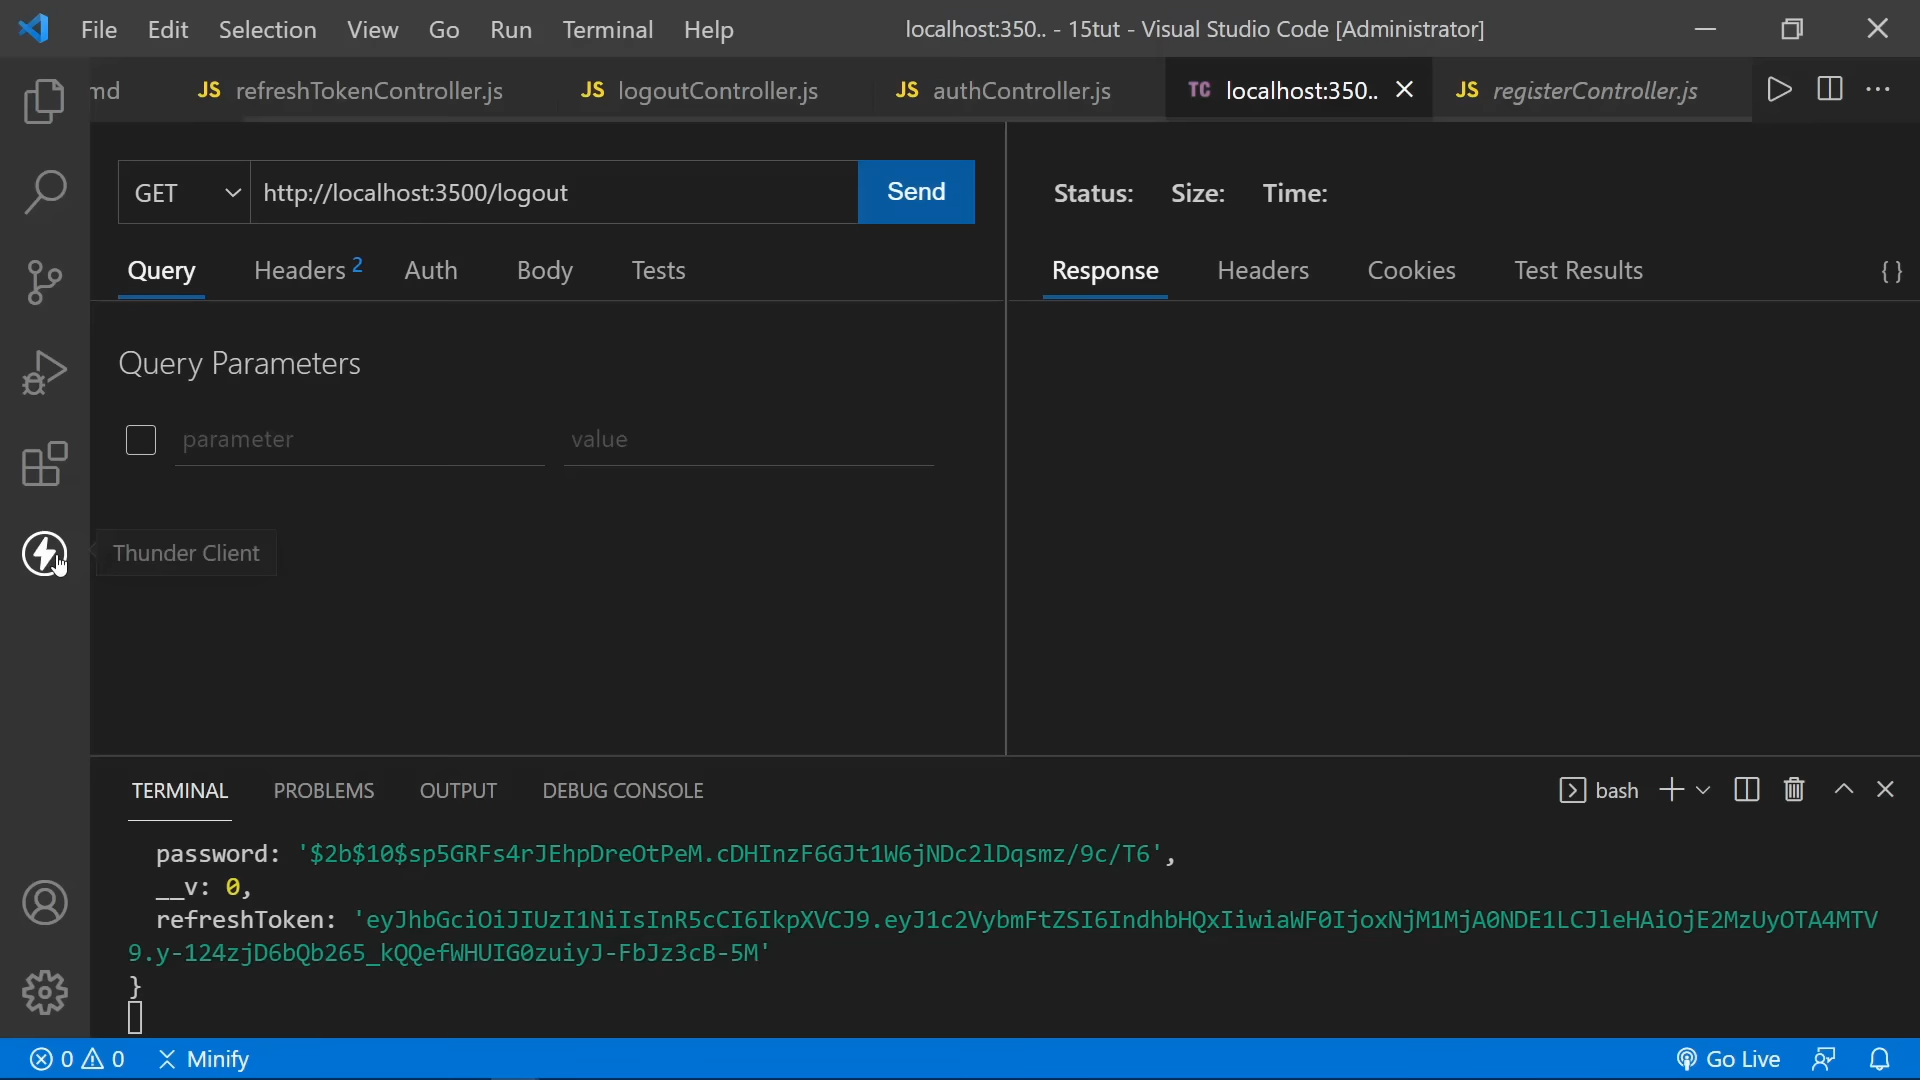 File Edit Selection View Go Run Terminal Help localhost:350.. - 15tut - Visual Studio Code [Administrator]
md JS refreshTokenController.js JS logoutController.js JS authController.js TC localhost:350.. JS registerController.js
GET http://localhost:3500/logout Send Status: Size: Time:
Query Headers 2 Auth Body Tests Response Headers Cookies Test Results { }
Query Parameters
parameter value
Thunder Client
TERMINAL PROBLEMS OUTPUT DEBUG CONSOLE bash
password: '$2b$10$sp5GRFs4rJEhpDreOtPeM.cDHInzF6GJt1W6jNDc2lDqsmz/9c/T6',
__v: 0,
refreshToken: 'eyJhbGciOiJIUzI1NiIsInR5cCI6IkpXVCJ9.eyJ1c2VybmFtZSI6IndhbHQxIiwiaWF0IjoxNjM1MjA0NDE1LCJleHAiOjE2MzUyOTA4MTV
9.y-124zjD6bQb265_kQQefWHUIG0zuiyJ-FbJz3cB-5M'
}
0 0 Minify Go Live